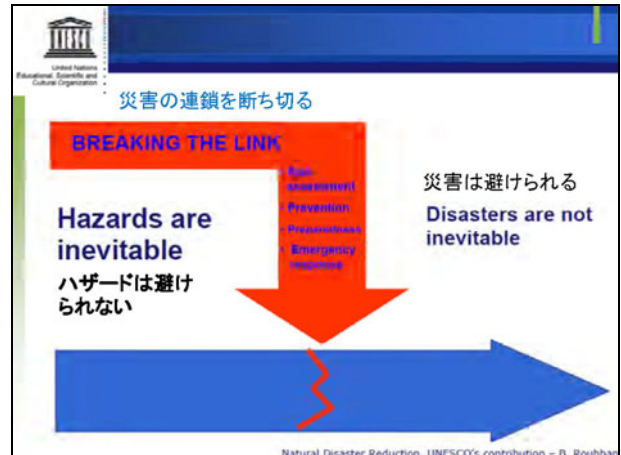 UNESCO
United Nations
Educational, Scientific and
Cultural Organization
災害の連鎖を断ち切る
BREAKING THE LINK
• Risk
assessment
• Prevention
• Preparedness
• Emergency
response
Hazards are
inevitable
ハザードは避け
られない
災害は避けられる
Disasters are not
inevitable
Natural Disaster Reduction, UNESCO's contribution – B. Rouhban